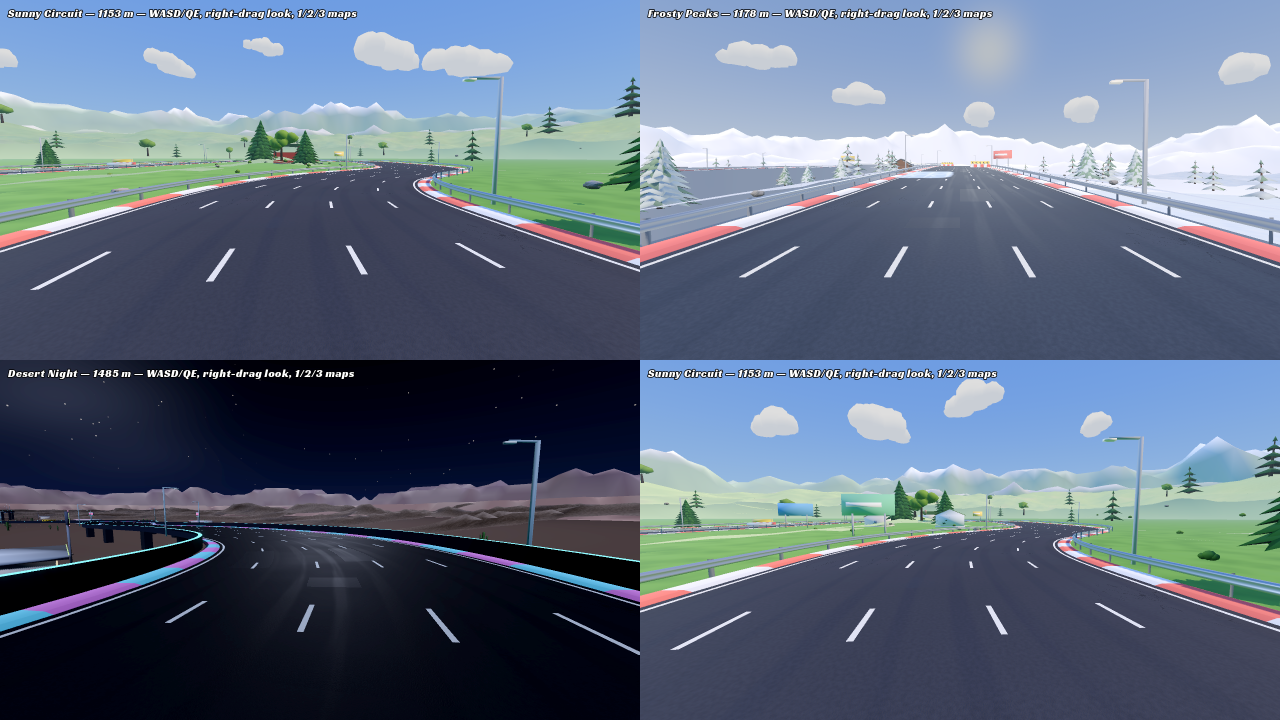 Sunny Circuit — 1153 m — WASD/QE, right-drag look, 1/2/3 maps
Frosty Peaks — 1178 m — WASD/QE, right-drag look, 1/2/3 maps
Desert Night — 1485 m — WASD/QE, right-drag look, 1/2/3 maps
Sunny Circuit — 1153 m — WASD/QE, right-drag look, 1/2/3 maps